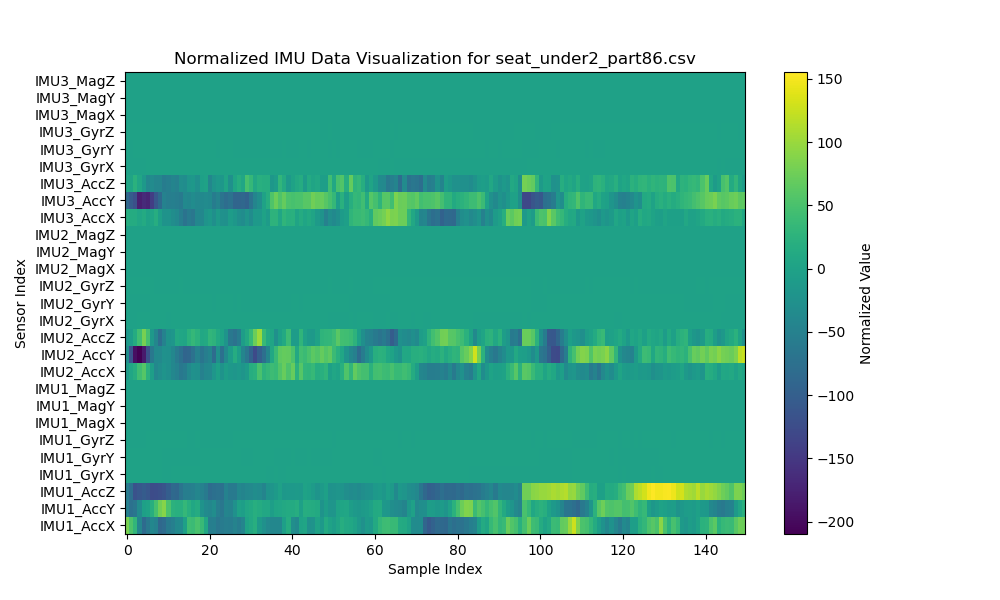 Normalized IMU Data Visualization for seat_under2_part86.csv
IMU3_MagZ
IMU3_MagY
IMU3_MagX
IMU3_GyrZ
IMU3_GyrY
IMU3_GyrX
IMU3_AccZ
IMU3_AccY
IMU3_AccX
IMU2_MagZ
IMU2_MagY
IMU2_MagX
IMU2_GyrZ
IMU2_GyrY
IMU2_GyrX
IMU2_AccZ
IMU2_AccY
IMU2_AccX
IMU1_MagZ
IMU1_MagY
IMU1_MagX
IMU1_GyrZ
IMU1_GyrY
IMU1_GyrX
IMU1_AccZ
IMU1_AccY
IMU1_AccX
Sensor Index
0 20 40 60 80 100 120 140
Sample Index
150
100
50
0
−50
−100
−150
−200
Normalized Value